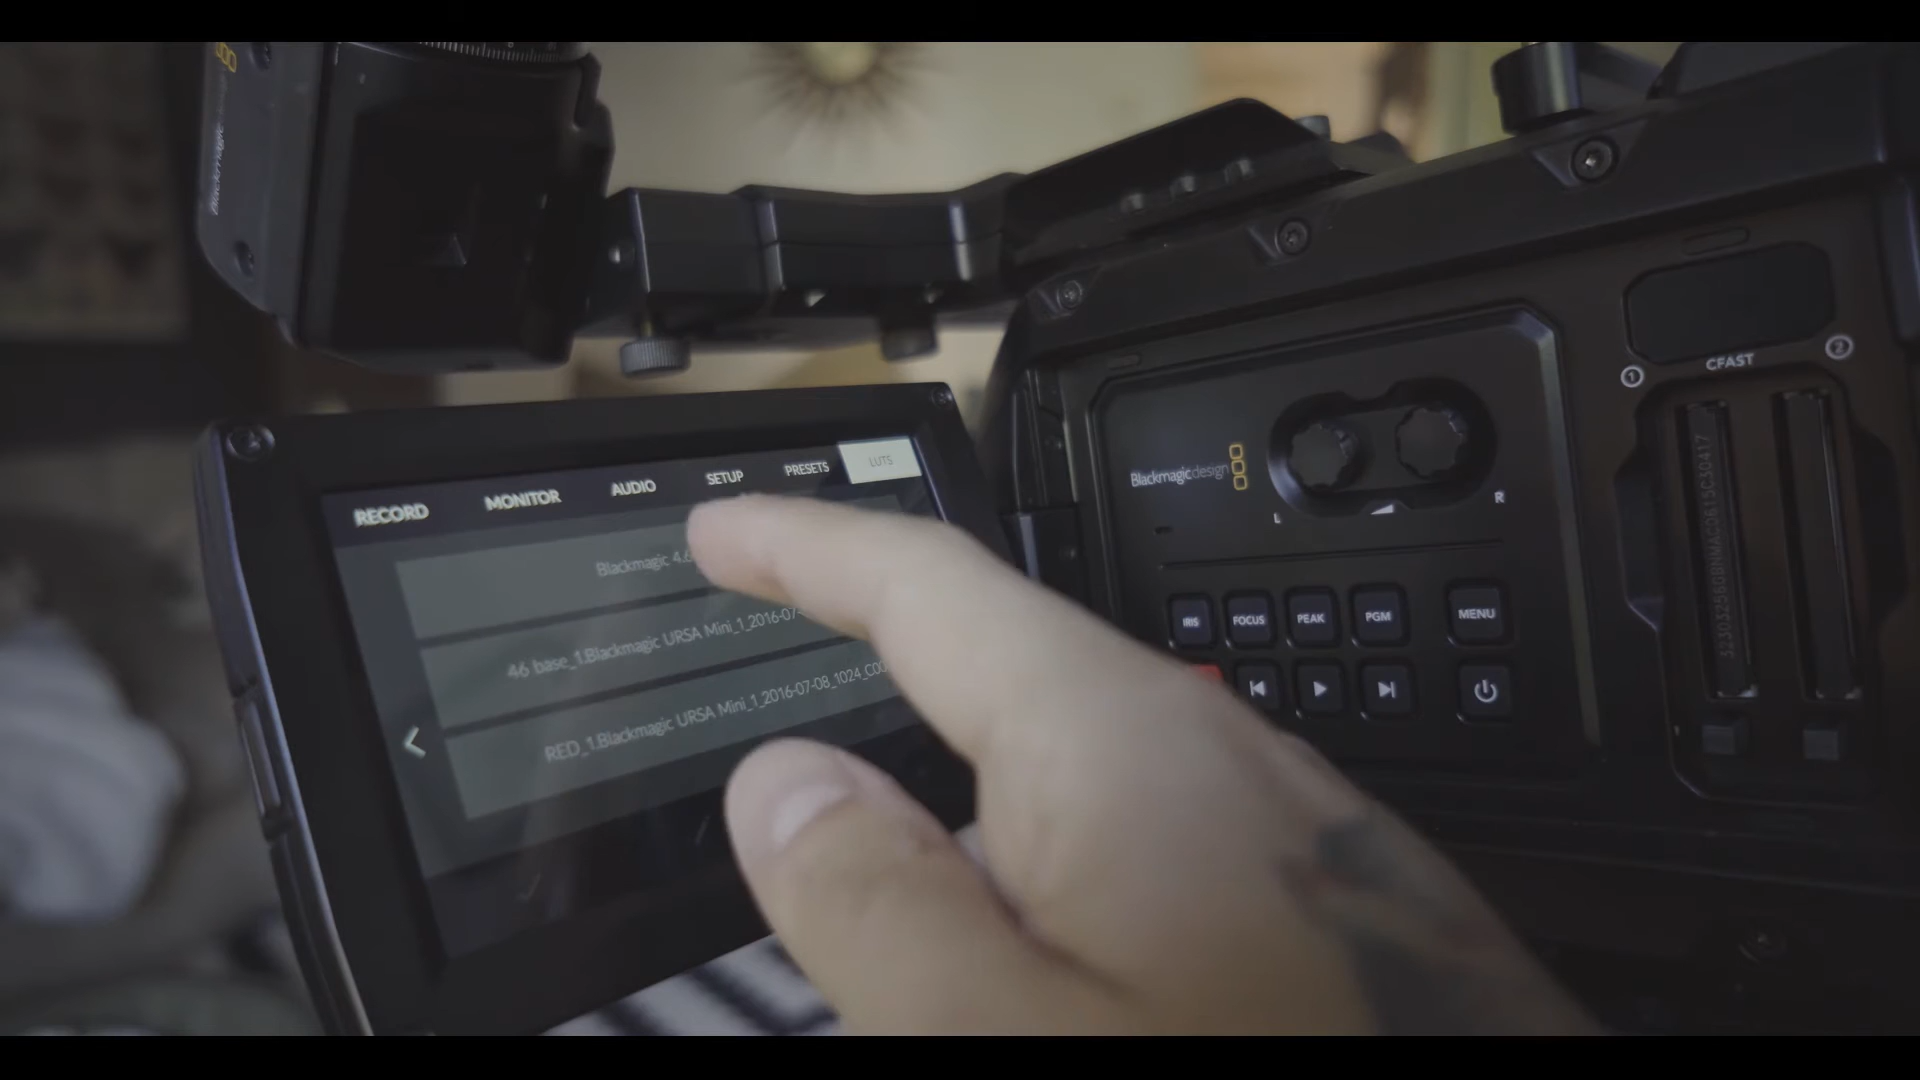 Blackmagicdesign
RECORD MONITOR AUDIO SETUP PRESETS LUTS
Blackmagic 4.6
46 base_1.Blackmagic URSA Mini_1_2016-07-
RED_1.Blackmagic URSA Mini_1_2016-07-08_1024_C00
Blackmagicdesign
L
R
IRIS FOCUS PEAK PGM MENU
CFAST
1
2